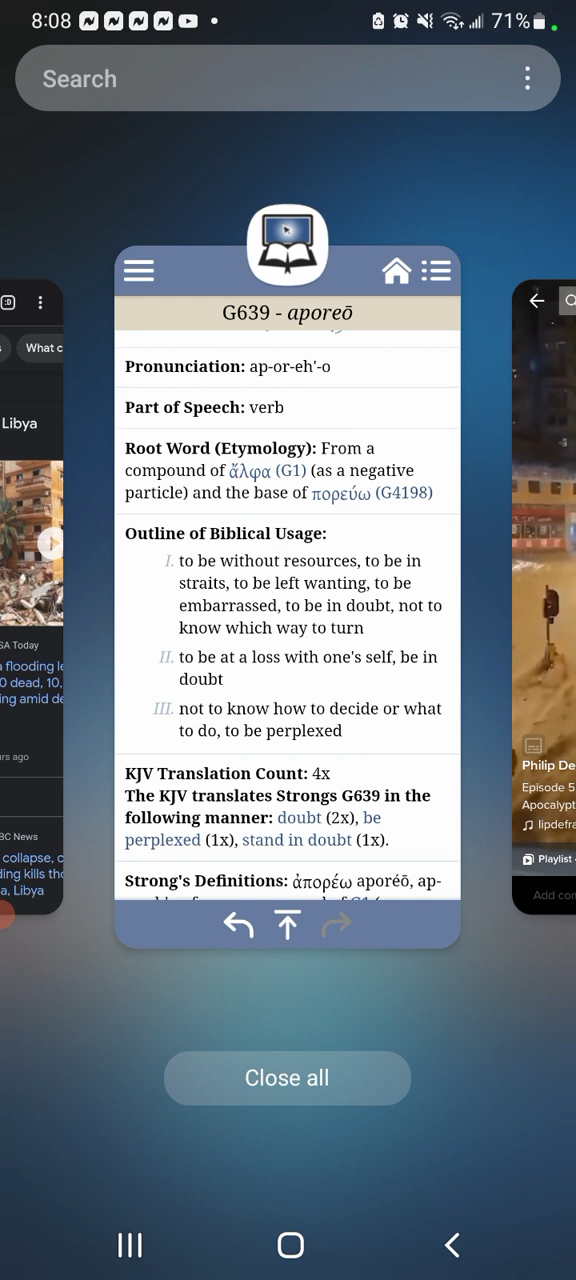 8:08
71%
Search
G639 - aporeō
Pronunciation: ap-or-eh'-o
Part of Speech: verb
Root Word (Etymology): From a
compound of ἄλφα (G1) (as a negative
particle) and the base of πορεύω (G4198)
Outline of Biblical Usage:
I. to be without resources, to be in
straits, to be left wanting, to be
embarrassed, to be in doubt, not to
know which way to turn
II. to be at a loss with one's self, be in
doubt
III. not to know how to decide or what
to do, to be perplexed
KJV Translation Count: 4x
The KJV translates Strongs G639 in the
following manner: doubt (2x), be
perplexed (1x), stand in doubt (1x).
Strong's Definitions: ἀπορέω aporéō, ap-
What c
Libya
SA Today
flooding le
0 dead, 10,
ing amid de
rs ago
BC News
collapse, c
ding kills tho
a, Libya
Philip De
Episode 5
Apocalypt
lipdefra
Playlist
Add com
Close all